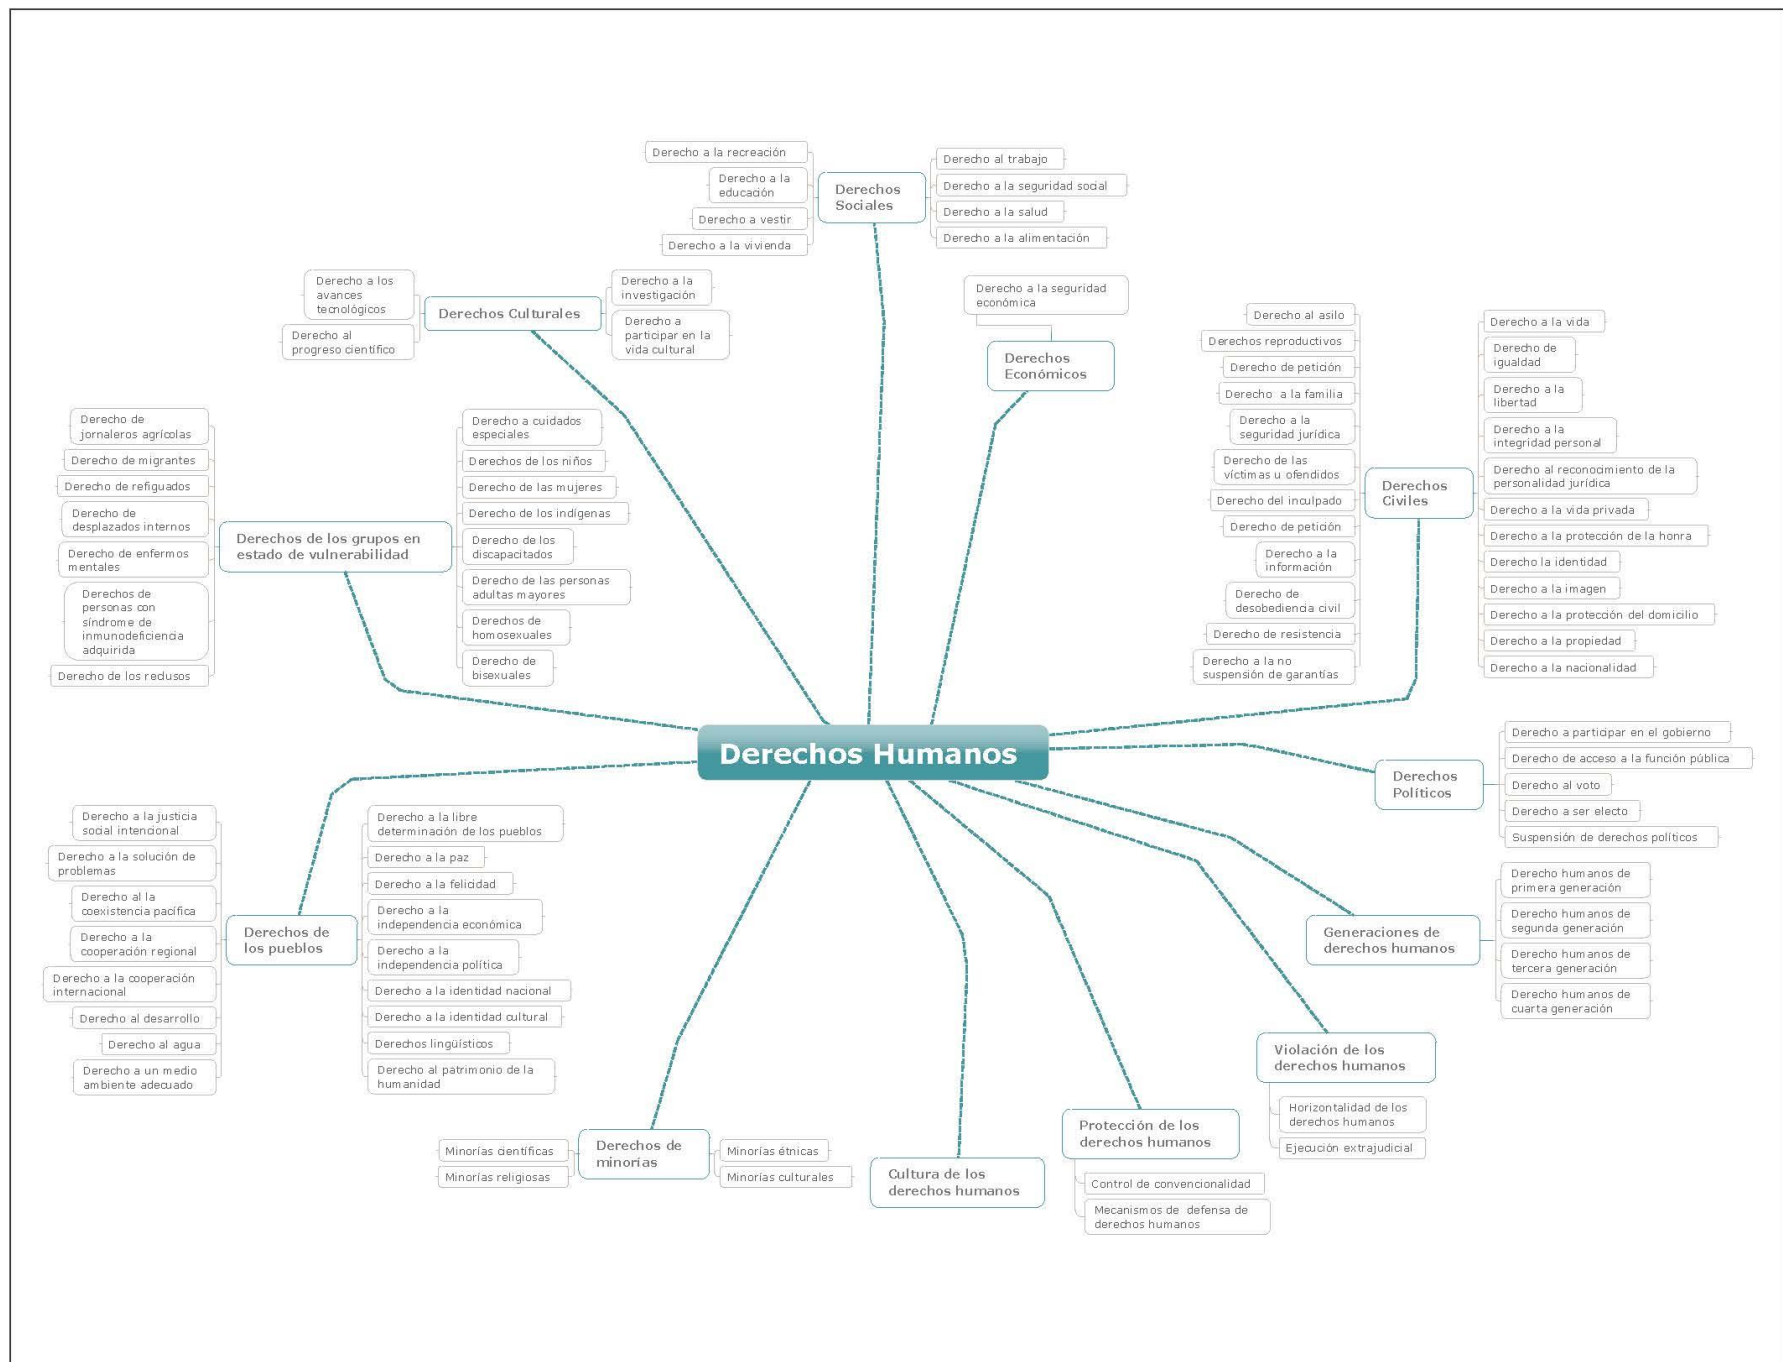 Derecho a la recreación
Derecho a la
educación
Derecho a vestir
Derecho a la vivienda
Derechos
Sociales
Derecho al trabajo
Derecho a la seguridad social
Derecho a la salud
Derecho a la alimentación
Derecho a los
avances
tecnológicos
Derecho al
progreso científico
Derechos Culturales
Derecho a la
investigación
Derecho a
participar en la
vida cultural
Derecho a la seguridad
económica
Derechos
Económicos
Derecho al asilo
Derechos reproductivos
Derecho de petición
Derecho a la familia
Derecho a la
seguridad jurídica
Derecho de las
víctimas u ofendidos
Derecho del inculpado
Derecho de petición
Derecho a la
información
Derecho de
desobediencia civil
Derecho de resistencia
Derecho a la no
suspensión de garantías
Derechos
Civiles
Derecho a la vida
Derecho de
igualdad
Derecho a la
libertad
Derecho a la
integridad personal
Derecho al reconocimiento de la
personalidad jurídica
Derecho a la vida privada
Derecho a la protección de la honra
Derecho la identidad
Derecho a la imagen
Derecho a la protección del domicilio
Derecho a la propiedad
Derecho a la nacionalidad
Derecho de
jornaleros agrícolas
Derecho de migrantes
Derecho de refiguados
Derecho de
desplazados internos
Derecho de enfermos
mentales
Derechos de
personas con
síndrome de
inmunodeficiencia
adquirida
Derecho de los reclusos
Derechos de los grupos en
estado de vulnerabilidad
Derecho a cuidados
especiales
Derechos de los niños
Derecho de las mujeres
Derecho de los indígenas
Derecho de los
discapacitados
Derecho de las personas
adultas mayores
Derechos de
homosexuales
Derecho de
bisexuales
Derechos Humanos
Derechos
Políticos
Derecho a participar en el gobierno
Derecho de acceso a la función pública
Derecho al voto
Derecho a ser electo
Suspensión de derechos políticos
Derecho a la justicia
social intencional
Derecho a la solución de
problemas
Derecho al la
coexistencia pacífica
Derecho a la
cooperación regional
Derecho a la cooperación
internacional
Derecho al desarrollo
Derecho al agua
Derecho a un medio
ambiente adecuado
Derechos de
los pueblos
Derecho a la libre
determinación de los pueblos
Derecho a la paz
Derecho a la felicidad
Derecho a la
independencia económica
Derecho a la
independencia política
Derecho a la identidad nacional
Derecho a la identidad cultural
Derechos lingüísticos
Derecho al patrimonio de la
humanidad
Generaciones de
derechos humanos
Derecho humanos de
primera generación
Derecho humanos de
segunda generación
Derecho humanos de
tercera generación
Derecho humanos de
cuarta generación
Violación de los
derechos humanos
Horizontalidad de los
derechos humanos
Ejecución extrajudicial
Protección de los
derechos humanos
Control de convencionalidad
Mecanismos de defensa de
derechos humanos
Cultura de los
derechos humanos
Minorías científicas
Minorías religiosas
Derechos de
minorías
Minorías étnicas
Minorías culturales